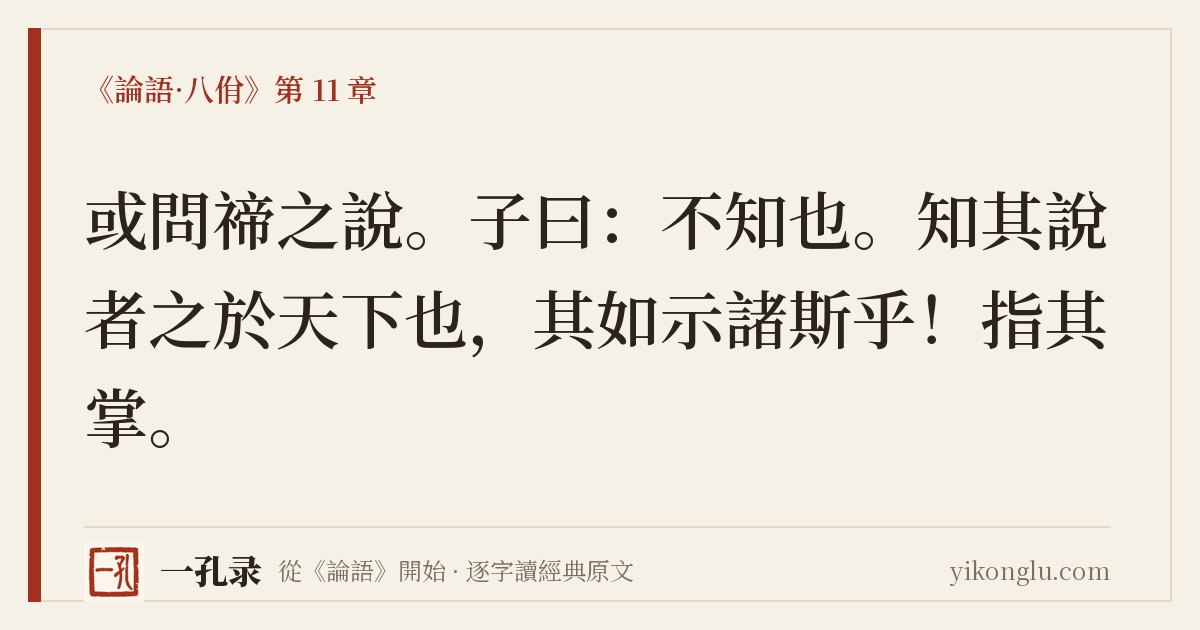 《論語·八佾》第 11 章
或問禘之說。子曰：不知也。知其說
者之於天下也，其如示諸斯乎！指其
掌。
一孔
一孔录 從《論語》開始 · 逐字讀經典原文 yikonglu.com